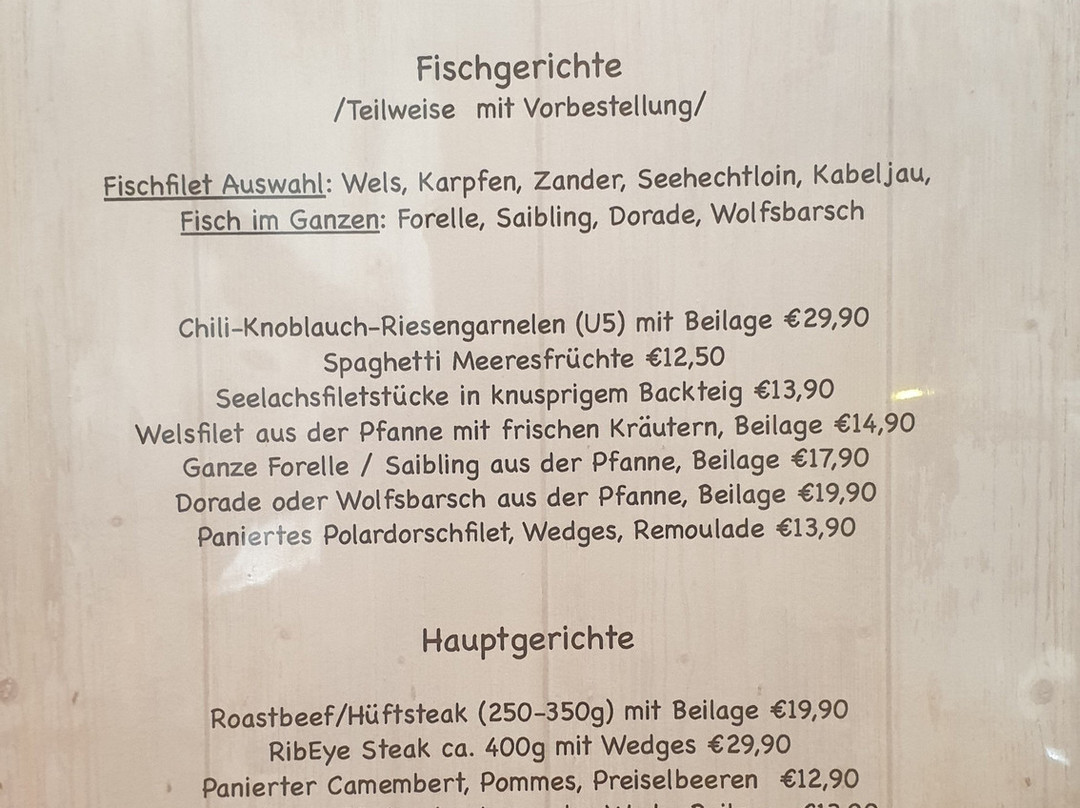 Fischgerichte
/Teilweise mit Vorbestellung/
Fischfilet Auswahl: Wels, Karpfen, Zander, Seehechtloin, Kabeljau,
Fisch im Ganzen: Forelle, Saibling, Dorade, Wolfsbarsch
Chili-Knoblauch-Riesengarnelen (U5) mit Beilage €29,90
Spaghetti Meeresfrüchte €12,50
Seelachsfiletstücke in knusprigem Backteig €13,90
Welsfilet aus der Pfanne mit frischen Kräutern, Beilage €14,90
Ganze Forelle / Saibling aus der Pfanne, Beilage €17,90
Dorade oder Wolfsbarsch aus der Pfanne, Beilage €19,90
Paniertes Polardorschfilet, Wedges, Remoulade €13,90
Hauptgerichte
Roastbeef/Hüftsteak (250-350g) mit Beilage €19,90
RibEye Steak ca. 400g mit Wedges €29,90
Panierter Camembert, Pommes, Preiselbeeren €12,90